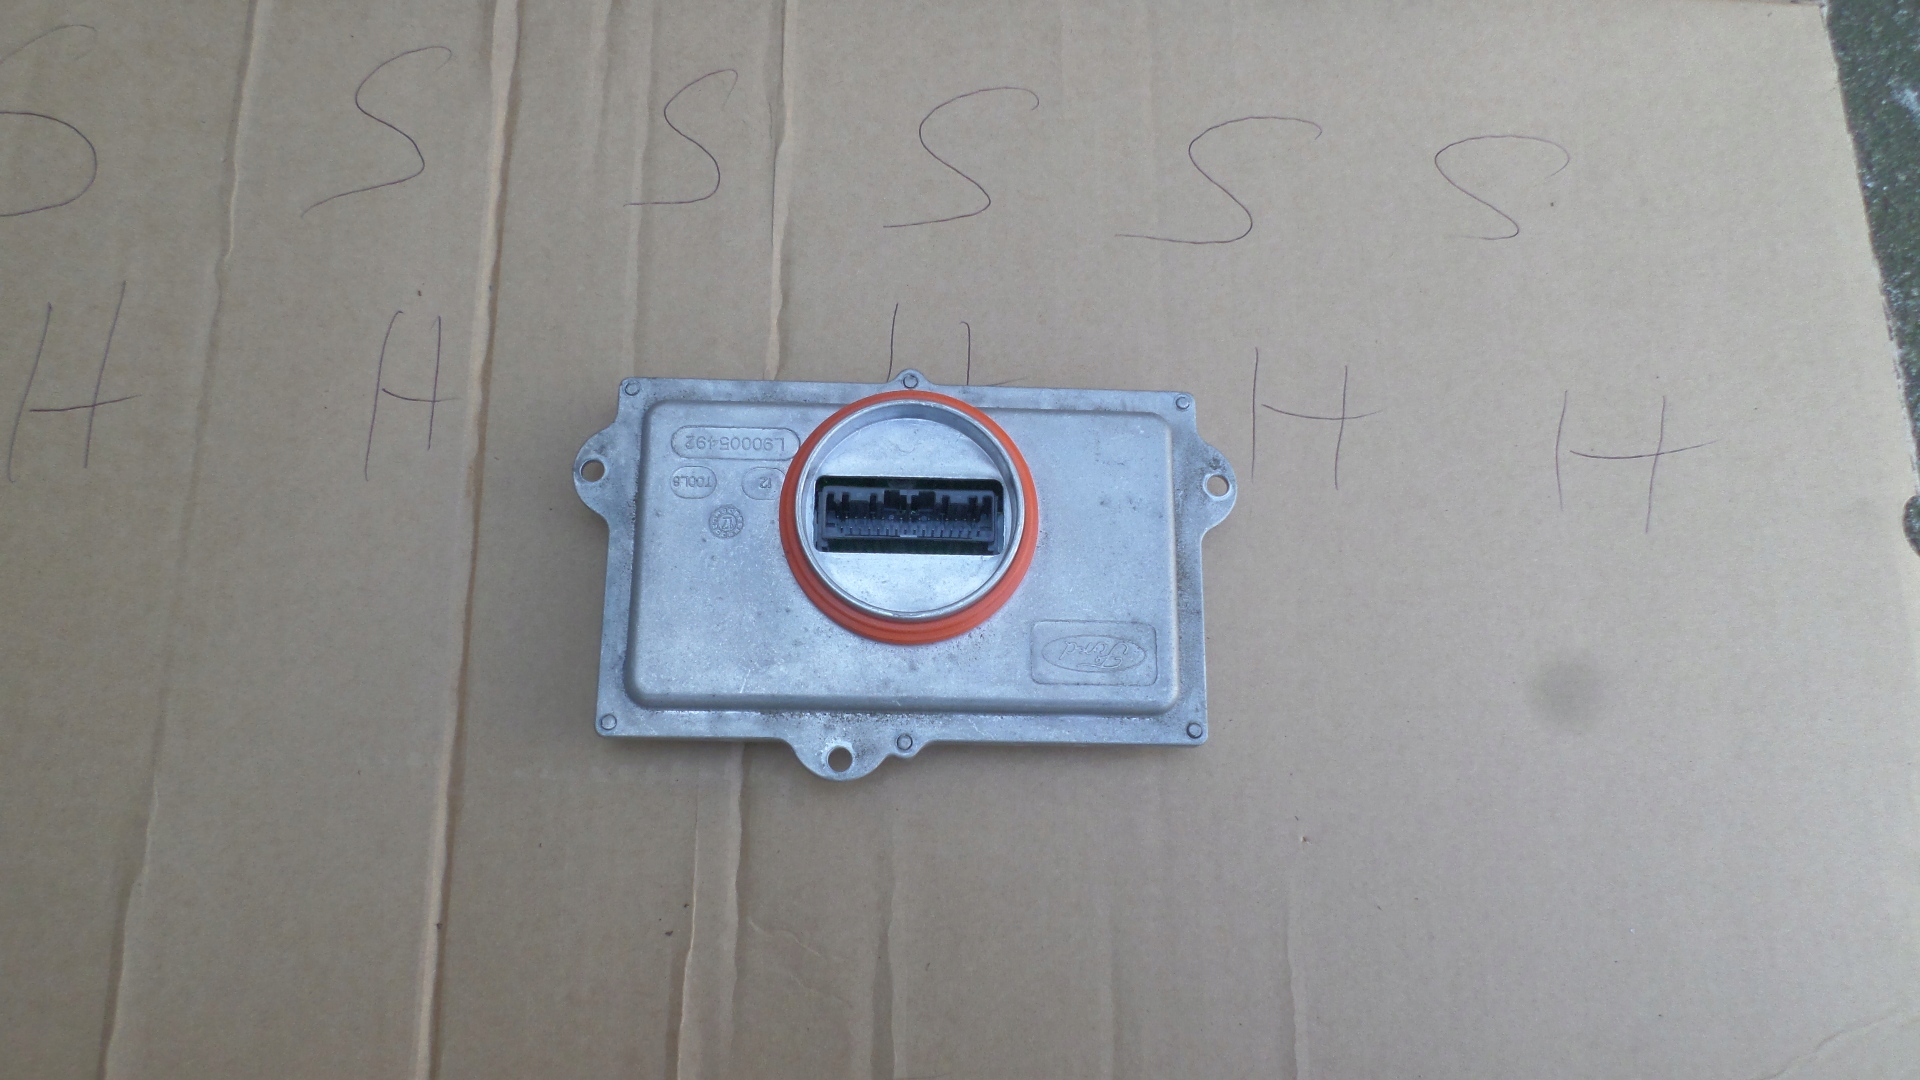 S S S S S S
H H H H H
L90005492
TOOL8 12
Ford